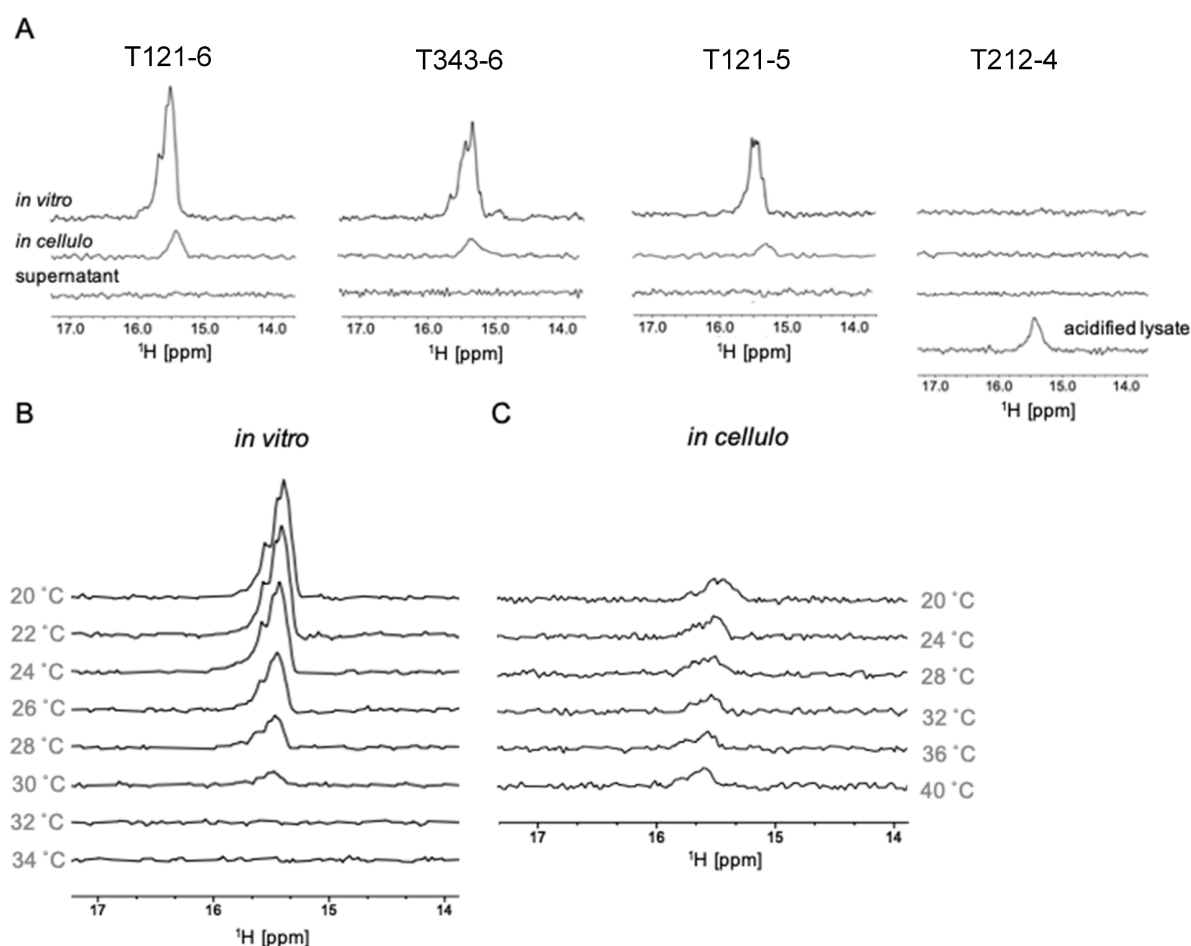 A
T121-6 T343-6 T121-5 T212-4
in vitro
in cellulo
supernatant
acidified lysate
17.0 16.0 15.0 14.0 17.0 16.0 15.0 14.0 17.0 16.0 15.0 14.0
¹H [ppm] ¹H [ppm] ¹H [ppm]
17.0 16.0 15.0 14.0
¹H [ppm]
B
in vitro
20 ˚C
22 ˚C
24 ˚C
26 ˚C
28 ˚C
30 ˚C
32 ˚C
34 ˚C
17 16 15 14
¹H [ppm]
C
in cellulo
20 ˚C
24 ˚C
28 ˚C
32 ˚C
36 ˚C
40 ˚C
17 16 15 14
¹H [ppm]